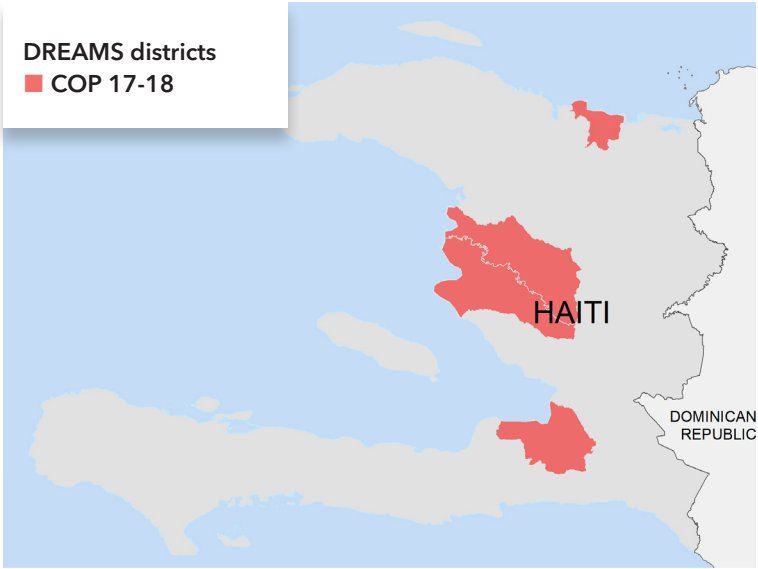 DREAMS districts
COP 17-18
HAITI
DOMINICAN
REPUBLIC